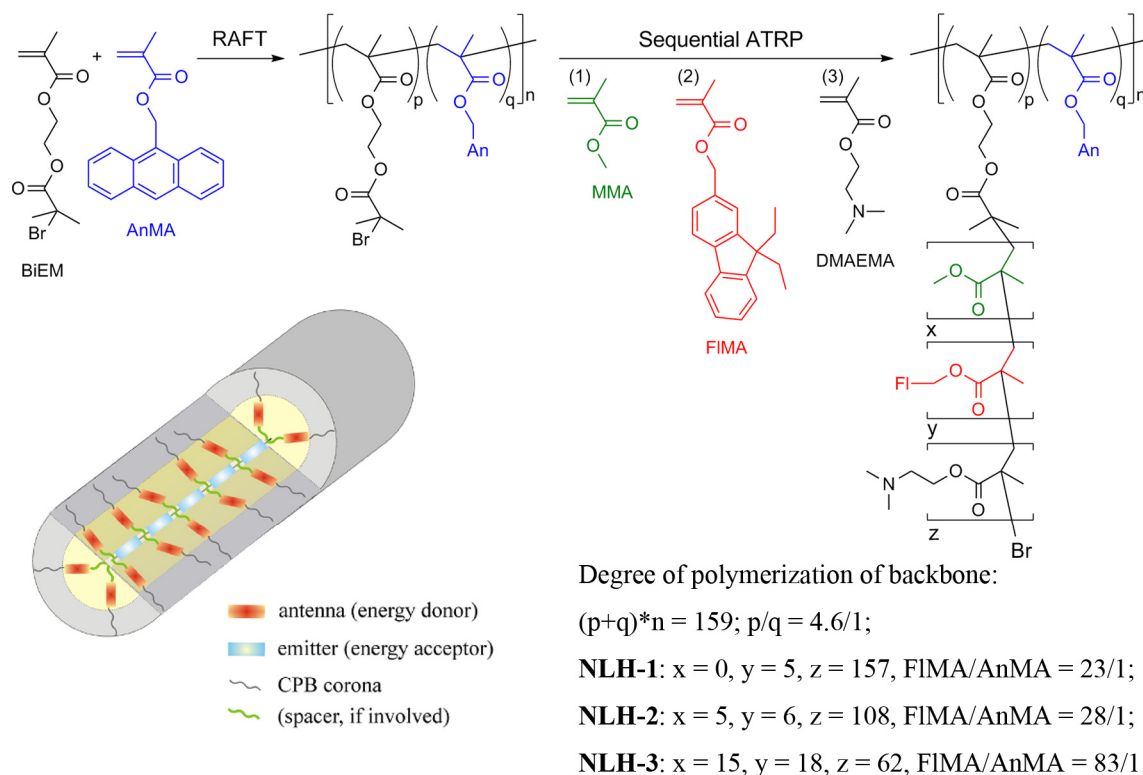 RAFT
Sequential ATRP
+
(1)
(2)
(3)
O
O
O
O
Br
BiEM
O
O
AnMA
O
O
p
O
O
Br
O
O
An
q
n
O
O
MMA
O
O
FlMA
O
O
N
DMAEMA
O
O
p
O
O
O
O
An
q
n
O
O
x
Fl
O
O
y
N
O
O
z
Br
antenna (energy donor)
emitter (energy acceptor)
CPB corona
(spacer, if involved)
Degree of polymerization of backbone:
(p+q)*n = 159; p/q = 4.6/1;
NLH-1: x = 0, y = 5, z = 157, FlMA/AnMA = 23/1;
NLH-2: x = 5, y = 6, z = 108, FlMA/AnMA = 28/1;
NLH-3: x = 15, y = 18, z = 62, FlMA/AnMA = 83/1